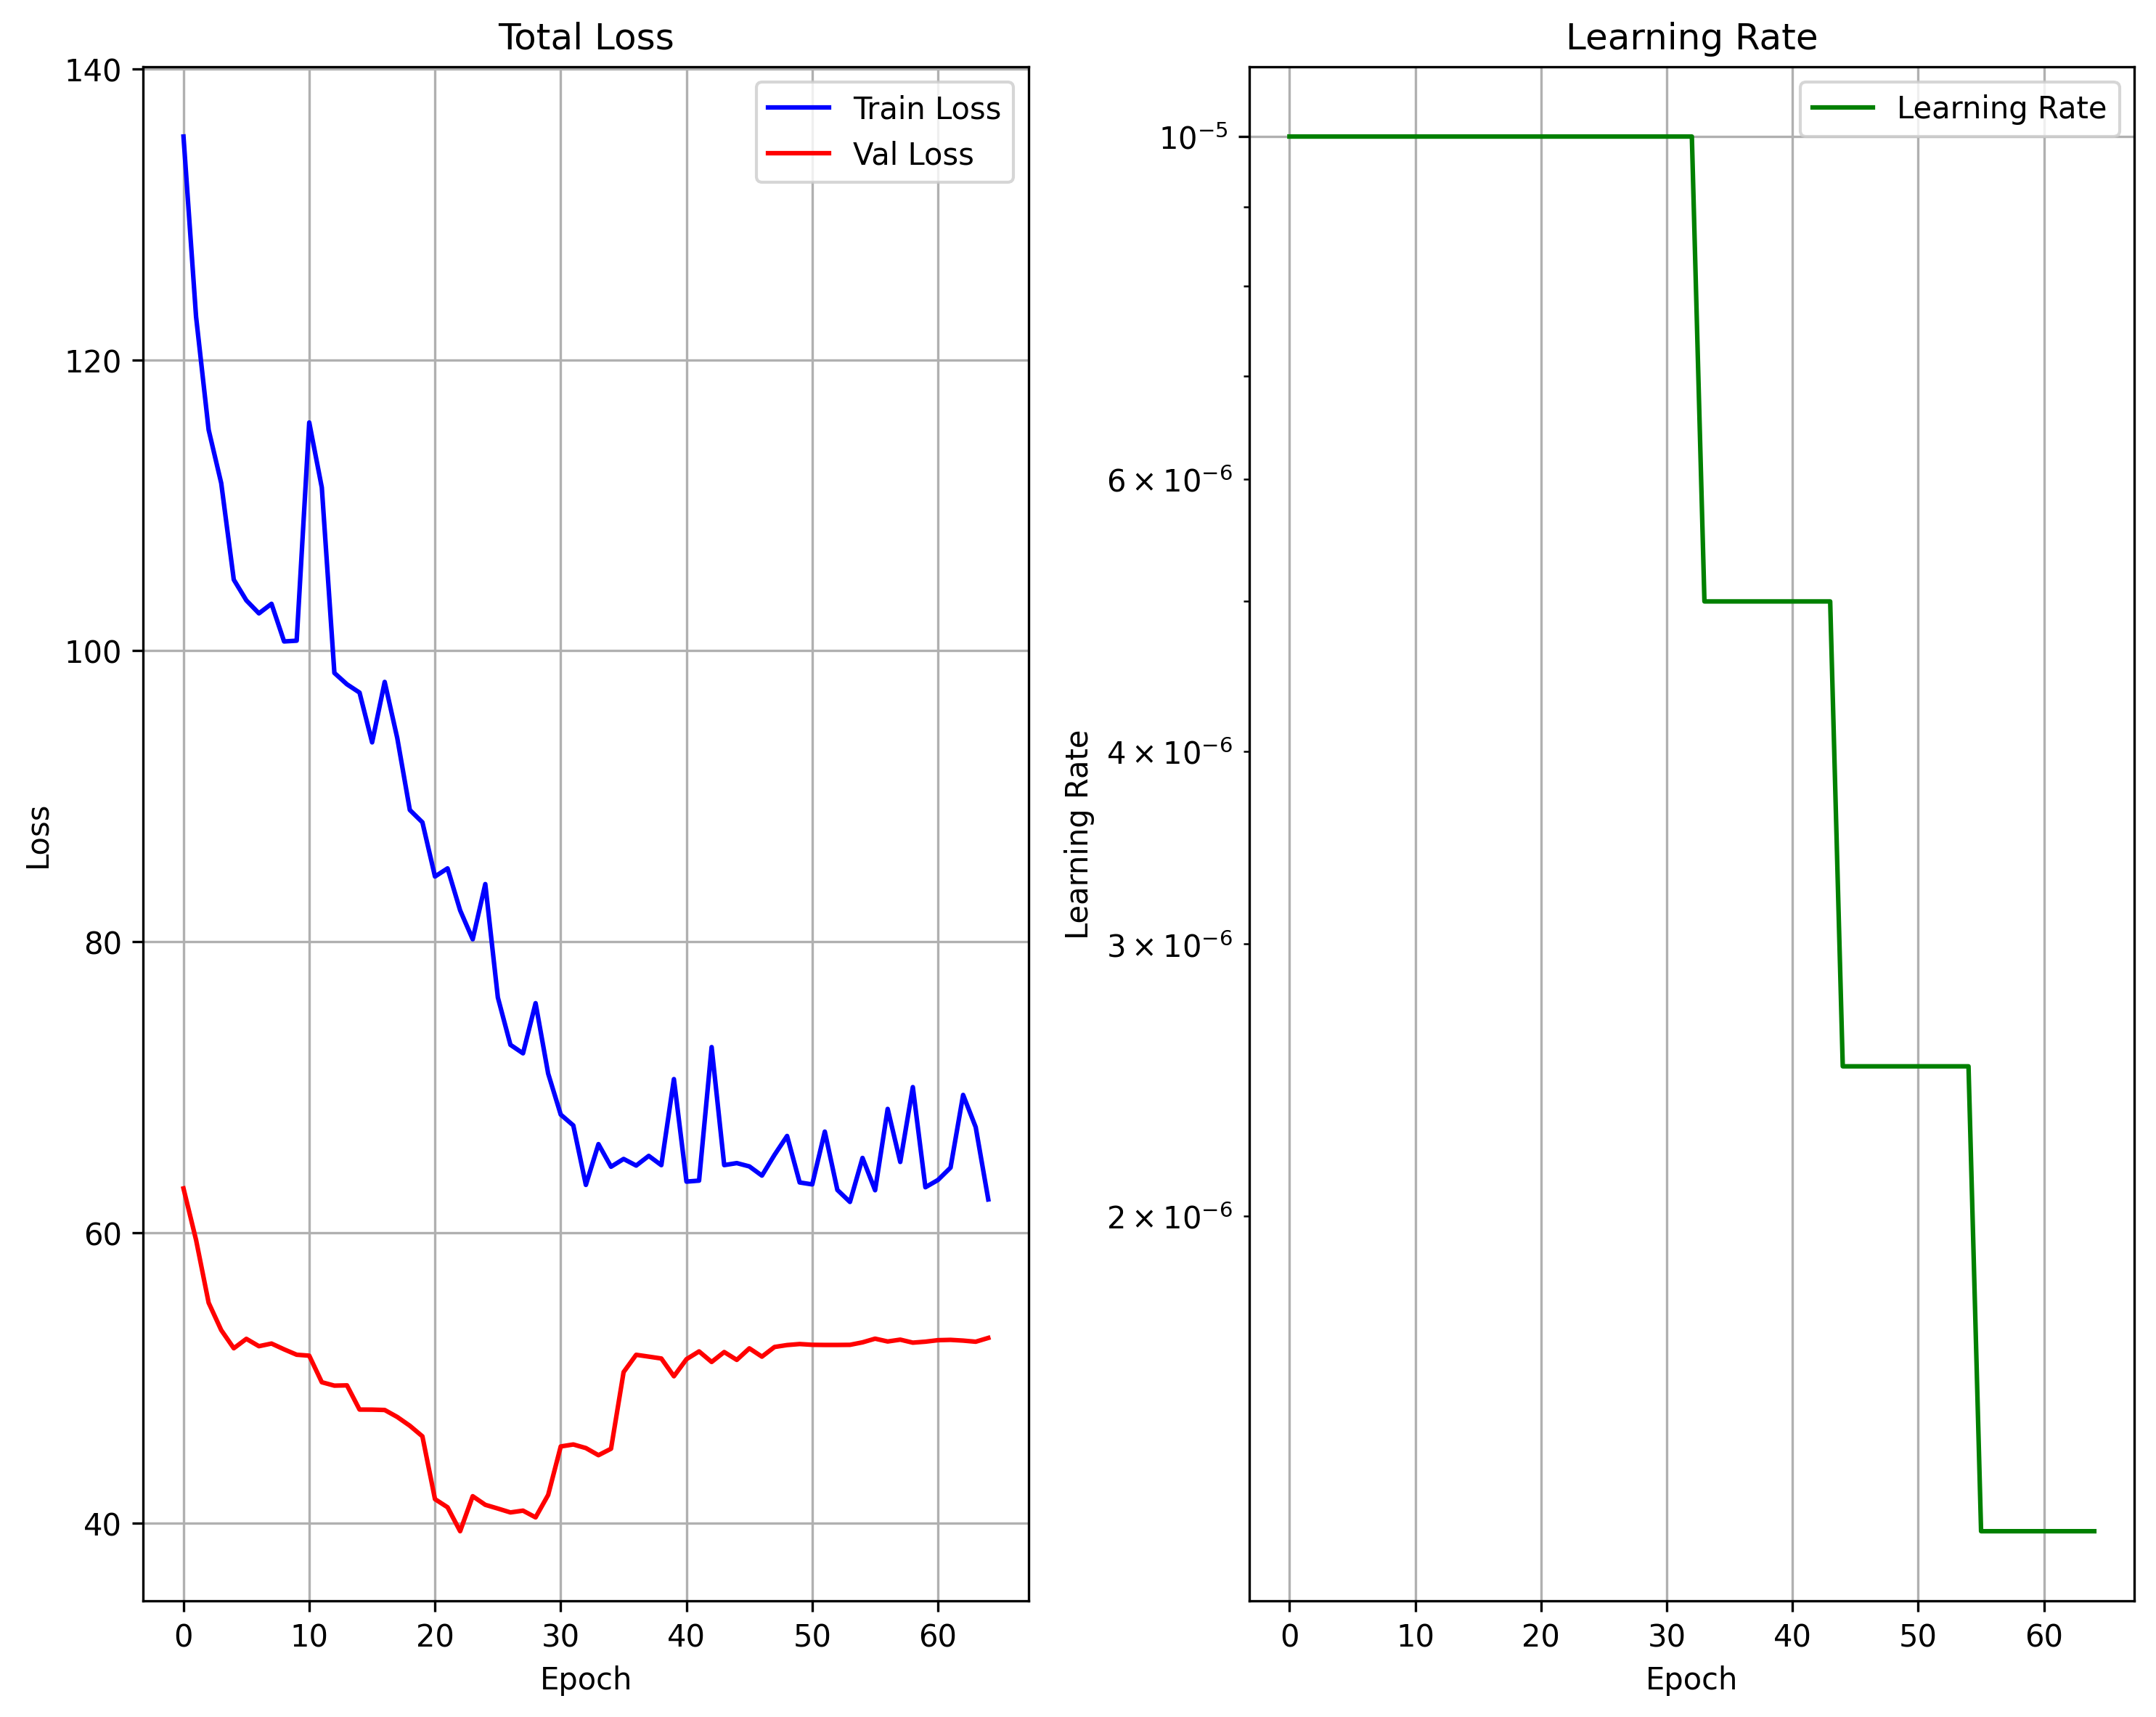 Total Loss
140
120
100
80
60
40
Loss
0 10 20 30 40 50 60
Epoch
Train Loss
Val Loss
Learning Rate
10⁻⁵
6 × 10⁻⁶
4 × 10⁻⁶
3 × 10⁻⁶
2 × 10⁻⁶
Learning Rate
0 10 20 30 40 50 60
Epoch
Learning Rate